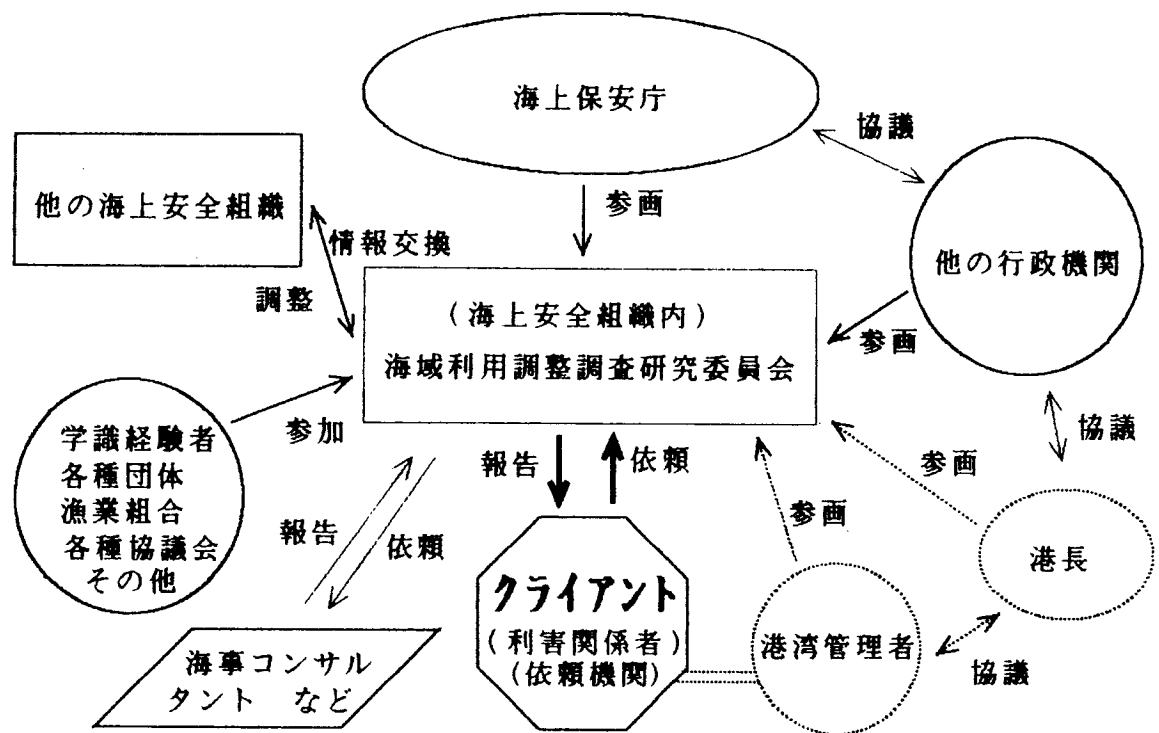 海上保安庁
協議
他の海上安全組織
参画
情報交換
他の行政機関
調整
(海上安全組織内)
海域利用調整調査研究委員会
参画
学識経験者
各種団体
漁業組合
各種協議会
その他
参加
報告
依頼
協議
参画
報告
依頼
参画
港長
クライアント
(利害関係者)
(依頼機関)
港湾管理者
協議
海事コンサル
タント など